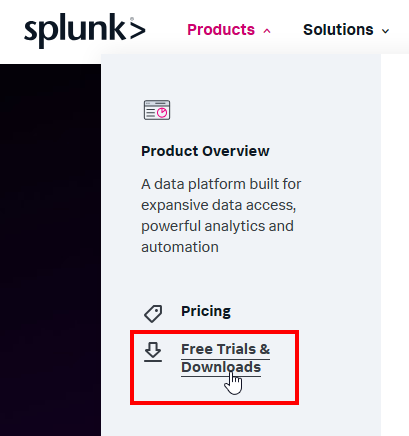 splunk>
Products Solutions
Product Overview
A data platform built for
expansive data access,
powerful analytics and
automation
Pricing
Free Trials &
Downloads